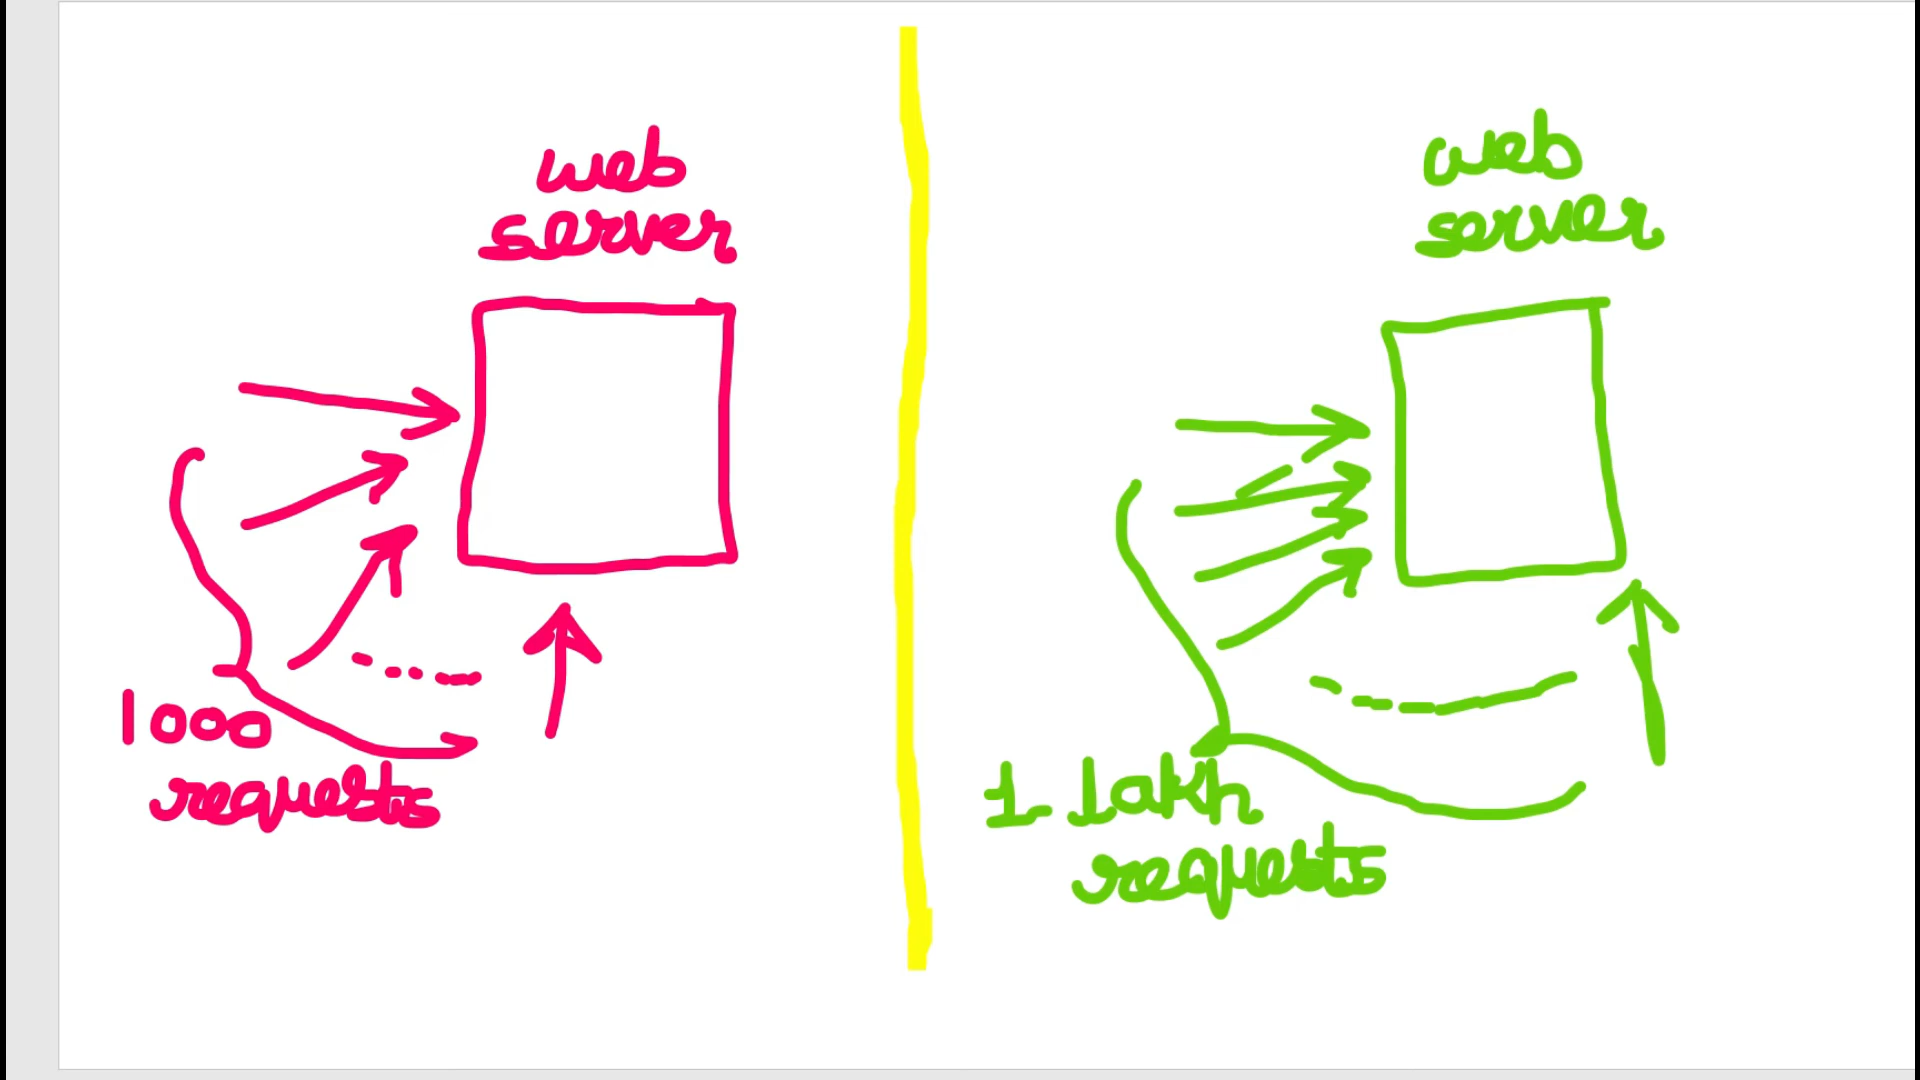 web
server
1000
requests
web
server
1 lakh
requests